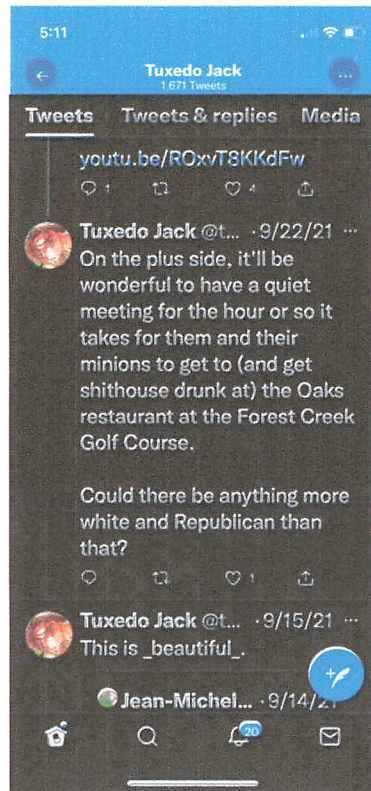 5:11
Tuxedo Jack
1,671 Tweets
Tweets Tweets & replies Media
youtu.be/ROxvT8KKdFw
1 4
Tuxedo Jack @t... · 9/22/21 ...
On the plus side, it'll be
wonderful to have a quiet
meeting for the hour or so it
takes for them and their
minions to get to (and get
shithouse drunk at) the Oaks
restaurant at the Forest Creek
Golf Course.
Could there be anything more
white and Republican than
that?
1
Tuxedo Jack @t... · 9/15/21 ...
This is _beautiful_.
Jean-Michel... · 9/14/21
20